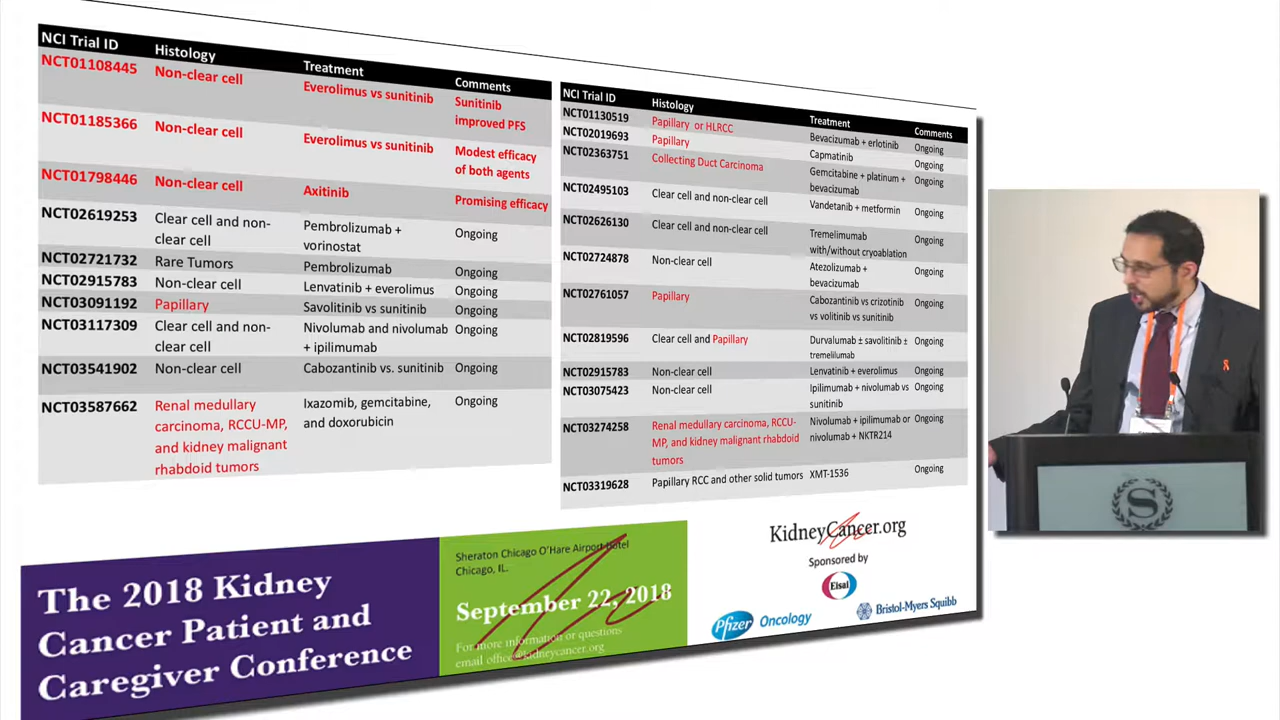 NCI Trial ID Histology Treatment Comments
NCT01108445 Non-clear cell Everolimus vs sunitinib Sunitinib
improved PFS
NCT01185366 Non-clear cell Everolimus vs sunitinib Modest efficacy
of both agents
NCT01798446 Non-clear cell Axitinib Promising efficacy
NCT02619253 Clear cell and non- Pembrolizumab + Ongoing
clear cell vorinostat
NCT02721732 Rare Tumors Pembrolizumab Ongoing
NCT02915783 Non-clear cell Lenvatinib + everolimus Ongoing
NCT03091192 Papillary Savolitinib vs sunitinib Ongoing
NCT03117309 Clear cell and non- Nivolumab and nivolumab Ongoing
clear cell + ipilimumab
NCT03541902 Non-clear cell Cabozantinib vs. sunitinib Ongoing
NCT03587662 Renal medullary Ixazomib, gemcitabine, Ongoing
carcinoma, RCCU-MP, and doxorubicin
and kidney malignant
rhabdoid tumors
NCI Trial ID Histology Treatment Comments
NCT01130519 Papillary or HLRCC Bevacizumab + erlotinib Ongoing
NCT02019693 Papillary Capmatinib Ongoing
NCT02363751 Collecting Duct Carcinoma Gemcitabine + platinum + Ongoing
bevacizumab
NCT02495103 Clear cell and non-clear cell Vandetanib + metformin Ongoing
NCT02626130 Clear cell and non-clear cell Tremelimumab Ongoing
with/without cryoablation
NCT02724878 Non-clear cell Atezolizumab + Ongoing
bevacizumab
NCT02761057 Papillary Cabozantinib vs crizotinib Ongoing
vs volitinib vs sunitinib
NCT02819596 Clear cell and Papillary Durvalumab ± savolitinib ± Ongoing
tremelilumab
NCT02915783 Non-clear cell Lenvatinib + everolimus Ongoing
NCT03075423 Non-clear cell Ipilimumab + nivolumab vs Ongoing
sunitinib
NCT03274258 Renal medullary carcinoma, RCCU- Nivolumab + ipilimumab or Ongoing
MP, and kidney malignant rhabdoid nivolumab + NKTR214
tumors
NCT03319628 Papillary RCC and other solid tumors XMT-1536 Ongoing
The 2018 Kidney
Cancer Patient and
Caregiver Conference
Sheraton Chicago O'Hare Airport Hotel
Chicago, IL.
September 22, 2018
For more information or questions
email office@kidneycancer.org
KidneyCancer.org
Sponsored by
Eisai
Pfizer Oncology
Bristol-Myers Squibb
S